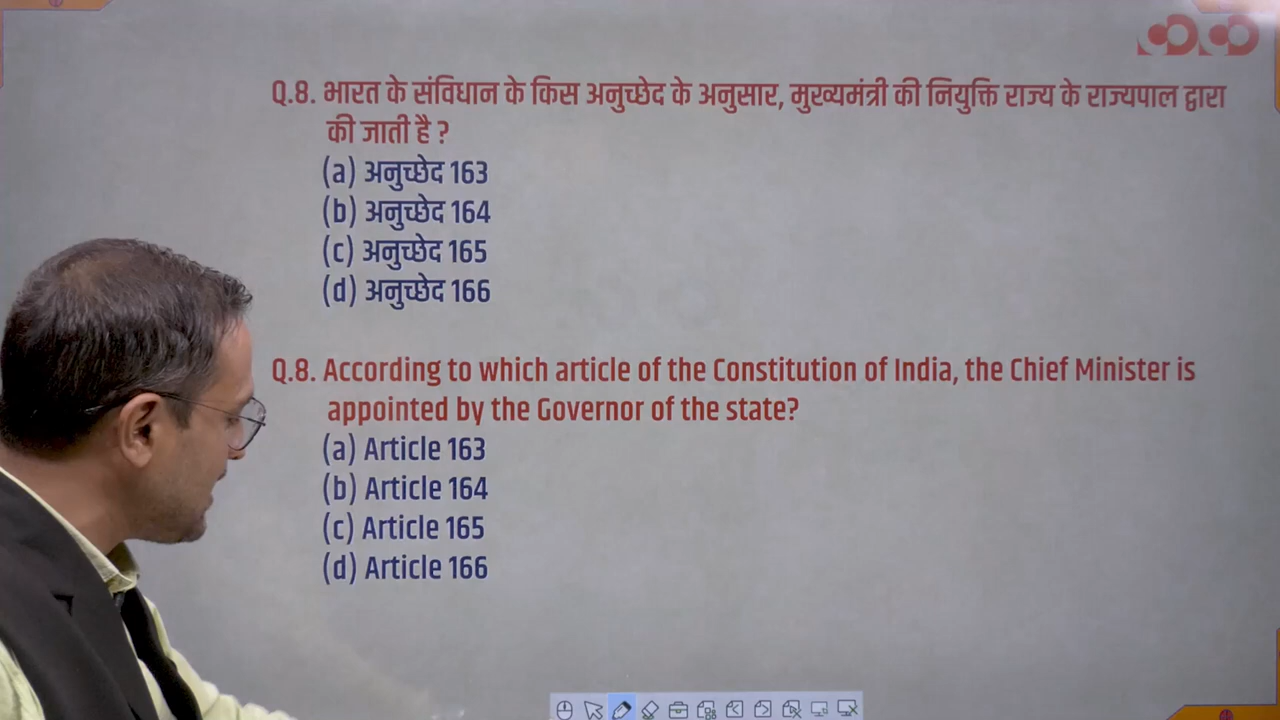 Q.8. भारत के संविधान के किस अनुच्छेद के अनुसार, मुख्यमंत्री की नियुक्ति राज्य के राज्यपाल द्वारा
की जाती है ?
(a) अनुच्छेद 163
(b) अनुच्छेद 164
(c) अनुच्छेद 165
(d) अनुच्छेद 166
Q.8. According to which article of the Constitution of India, the Chief Minister is
appointed by the Governor of the state?
(a) Article 163
(b) Article 164
(c) Article 165
(d) Article 166